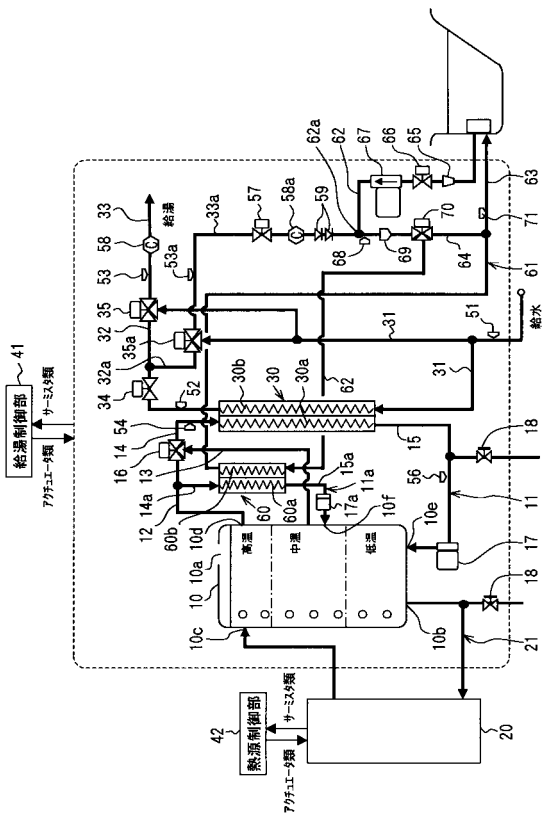 41
給湯制御部
アクチュエータ類
サーミスタ類
33
給湯
58
53
35
32
32a
34
35a
53a
33a
57
58a
59
62a
62
67
66
65
68
69
70
63
71
64
61
52
30b
30
30a
31
51
31
給水
54
14
16
13
14a
12
60b
60
60a
62
15a
11a
17a
10f
15
56
18
11
10e
17
10d
10a
10
10c
高温
中温
低温
10b
18
21
42
熱源制御部
アクチュエータ類
サーミスタ類
20
C
C